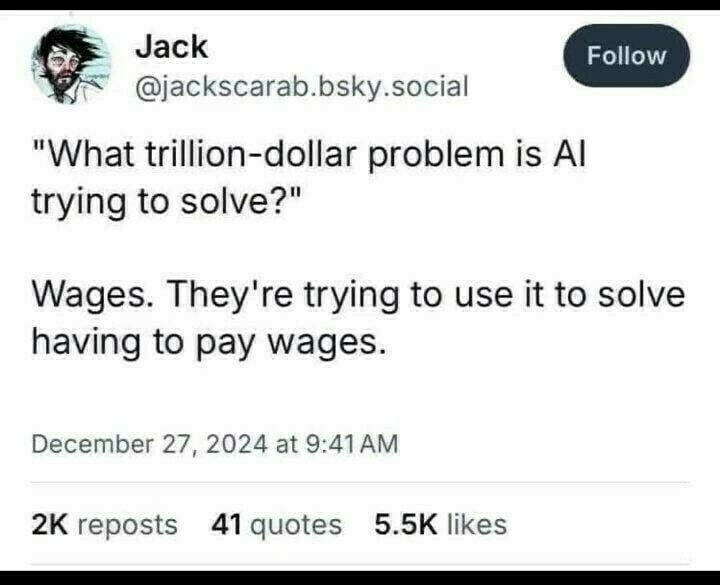 Jack
Follow
@jackscarab.bsky.social
"What trillion-dollar problem is AI
trying to solve?"
Wages. They're trying to use it to solve
having to pay wages.
December 27, 2024 at 9:41 AM
2K reposts 41 quotes 5.5K likes